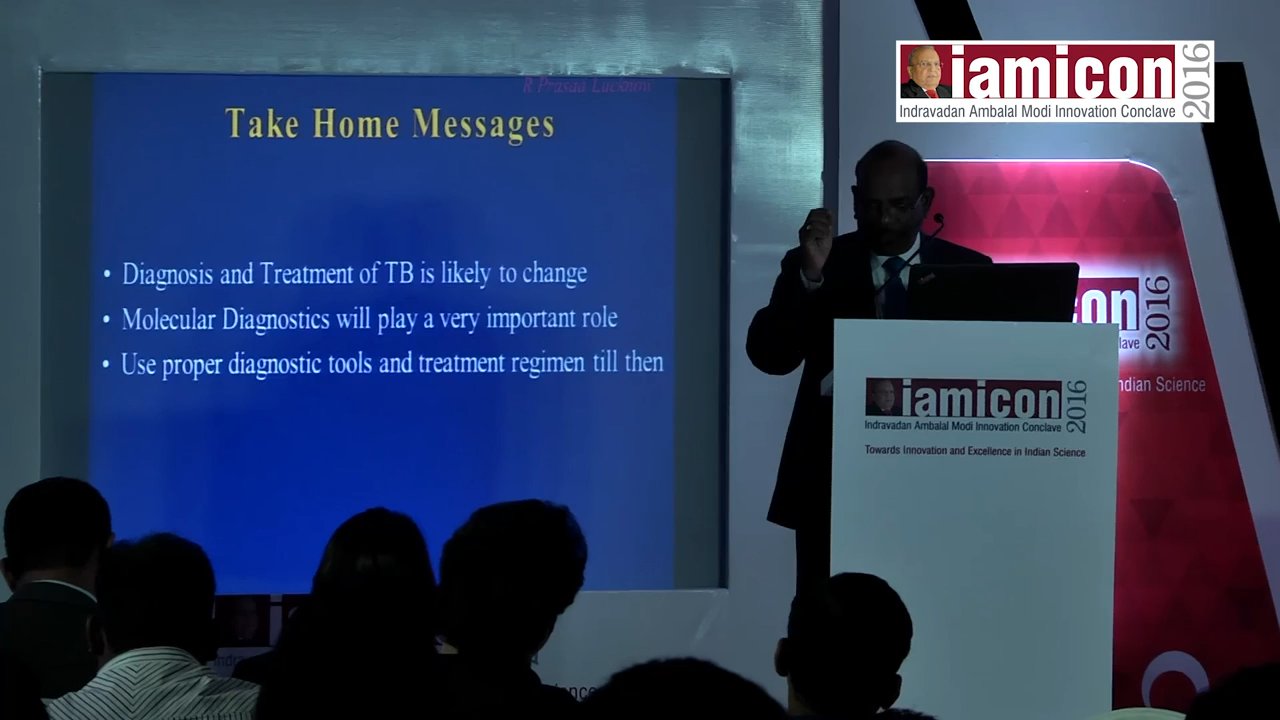 R Prasad Lucknow
Take Home Messages
• Diagnosis and Treatment of TB is likely to change
• Molecular Diagnostics will play a very important role
• Use proper diagnostic tools and treatment regimen till then
iamicon 2016
Indravadan Ambalal Modi Innovation Conclave
con 2016
lave
ndian Science
iamicon 2016
Indravadan Ambalal Modi Innovation Conclave
Towards Innovation and Excellence in Indian Science